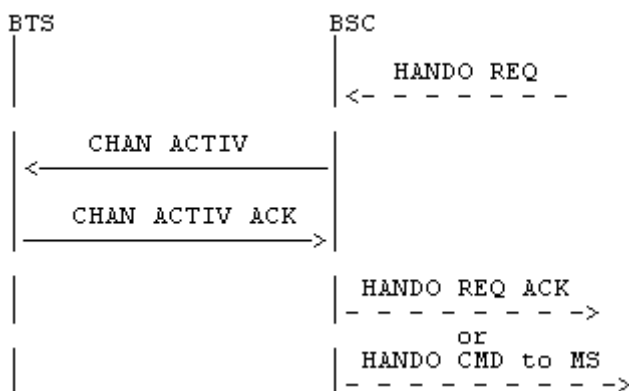 BTS BSC
HANDO REQ
CHAN ACTIV
CHAN ACTIV ACK
HANDO REQ ACK
or
HANDO CMD to MS